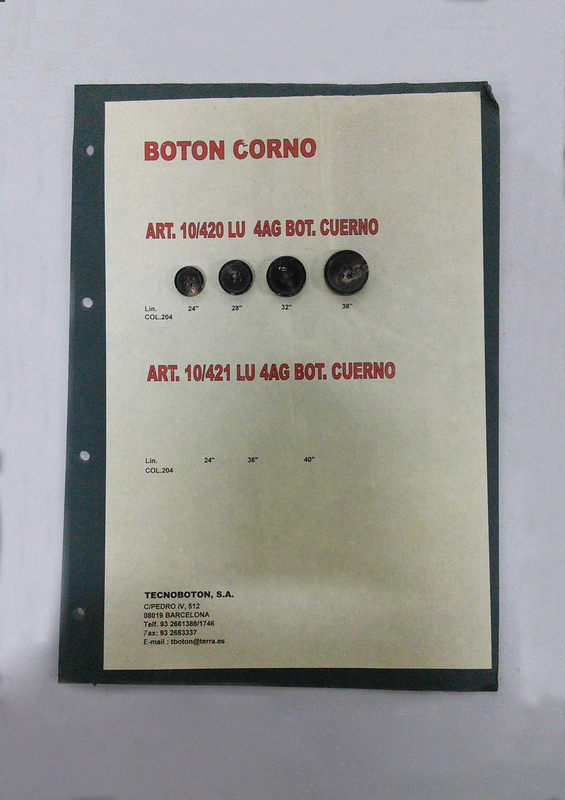 BOTON CORNO
ART. 10/420 LU 4AG BOT. CUERNO
Lin. 24" 28" 32" 36"
COL.204
ART. 10/421 LU 4AG BOT. CUERNO
Lin. 24" 36" 40"
COL.204
TECNOBOTON, S.A.
C/PEDRO IV, 512
08019 BARCELONA
Telf. 93 2661386/1746
Fax: 93 2663337
E-mail : tboton@terra.es